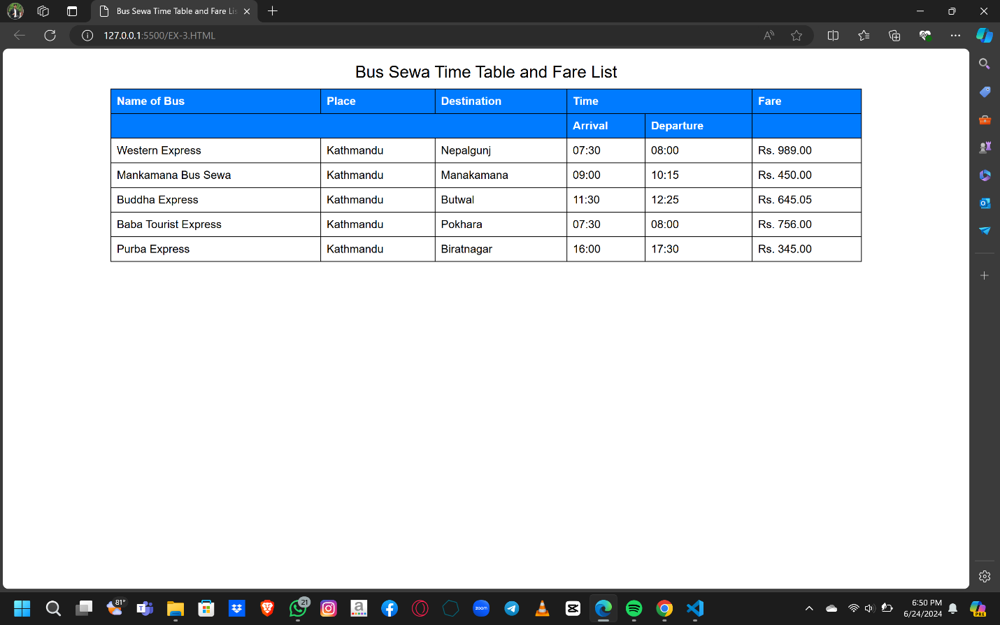 Bus Sewa Time Table and Fare Lis
127.0.0.1:5500/EX-3.HTML
Bus Sewa Time Table and Fare List
Name of Bus Place Destination Time Fare
Arrival Departure
Western Express Kathmandu Nepalgunj 07:30 08:00 Rs. 989.00
Mankamana Bus Sewa Kathmandu Manakamana 09:00 10:15 Rs. 450.00
Buddha Express Kathmandu Butwal 11:30 12:25 Rs. 645.05
Baba Tourist Express Kathmandu Pokhara 07:30 08:00 Rs. 756.00
Purba Express Kathmandu Biratnagar 16:00 17:30 Rs. 345.00
81° 21 zoom 6:50 PM
6/24/2024 PRE